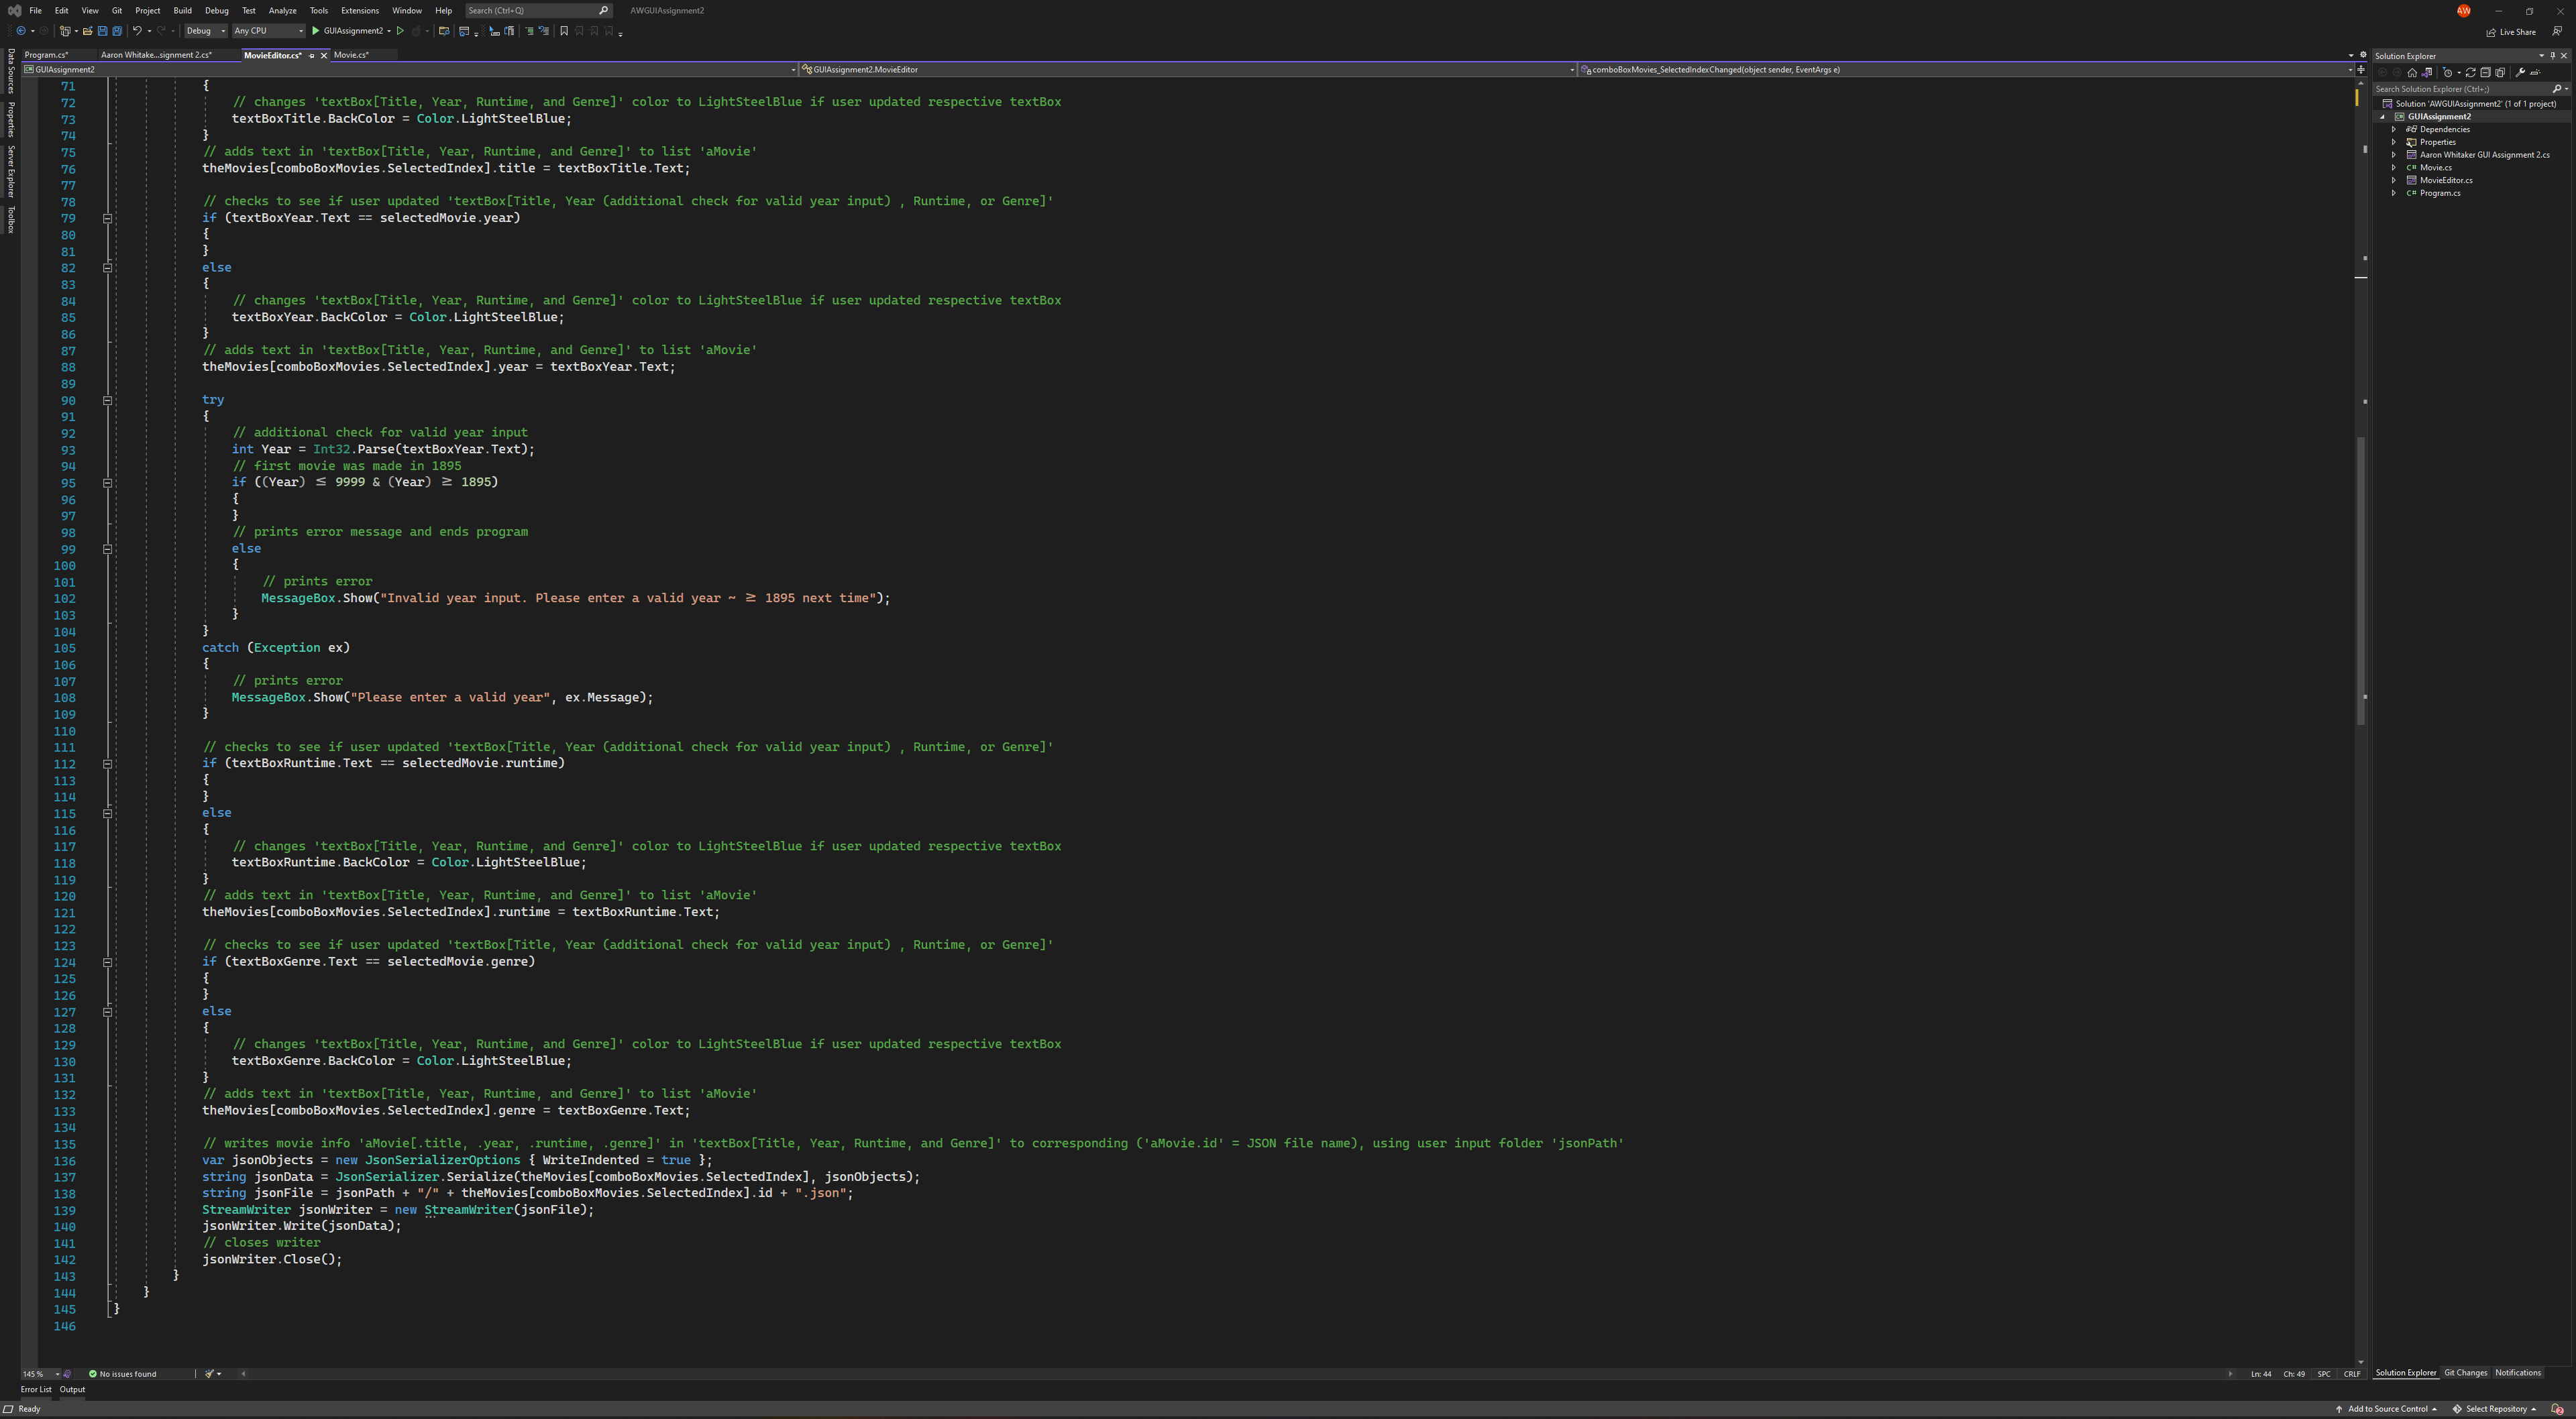 File Edit View Git Project Build Debug Test Analyze Tools Extensions Window Help Search (Ctrl+Q) AWGUIAssignment2 AW
Debug Any CPU GUIAssignment2 Live Share
Program.cs* Aaron Whitake...signment 2.cs* MovieEditor.cs* Movie.cs*
GUIAssignment2 GUIAssignment2.MovieEditor comboBoxMovies_SelectedIndexChanged(object sender, EventArgs e)
Data Sources
Properties
Server Explorer
Toolbox
71 {
72 // changes 'textBox[Title, Year, Runtime, and Genre]' color to LightSteelBlue if user updated respective textBox
73 textBoxTitle.BackColor = Color.LightSteelBlue;
74 }
75 // adds text in 'textBox[Title, Year, Runtime, and Genre]' to list 'aMovie'
76 theMovies[comboBoxMovies.SelectedIndex].title = textBoxTitle.Text;
77
78 // checks to see if user updated 'textBox[Title, Year (additional check for valid year input) , Runtime, or Genre]'
79 if (textBoxYear.Text == selectedMovie.year)
80 {
81 }
82 else
83 {
84 // changes 'textBox[Title, Year, Runtime, and Genre]' color to LightSteelBlue if user updated respective textBox
85 textBoxYear.BackColor = Color.LightSteelBlue;
86 }
87 // adds text in 'textBox[Title, Year, Runtime, and Genre]' to list 'aMovie'
88 theMovies[comboBoxMovies.SelectedIndex].year = textBoxYear.Text;
89
90 try
91 {
92 // additional check for valid year input
93 int Year = Int32.Parse(textBoxYear.Text);
94 // first movie was made in 1895
95 if ((Year) ≤ 9999 & (Year) ≥ 1895)
96 {
97 }
98 // prints error message and ends program
99 else
100 {
101 // prints error
102 MessageBox.Show("Invalid year input. Please enter a valid year ~ ≥ 1895 next time");
103 }
104 }
105 catch (Exception ex)
106 {
107 // prints error
108 MessageBox.Show("Please enter a valid year", ex.Message);
109 }
110
111 // checks to see if user updated 'textBox[Title, Year (additional check for valid year input) , Runtime, or Genre]'
112 if (textBoxRuntime.Text == selectedMovie.runtime)
113 {
114 }
115 else
116 {
117 // changes 'textBox[Title, Year, Runtime, and Genre]' color to LightSteelBlue if user updated respective textBox
118 textBoxRuntime.BackColor = Color.LightSteelBlue;
119 }
120 // adds text in 'textBox[Title, Year, Runtime, and Genre]' to list 'aMovie'
121 theMovies[comboBoxMovies.SelectedIndex].runtime = textBoxRuntime.Text;
122
123 // checks to see if user updated 'textBox[Title, Year (additional check for valid year input) , Runtime, or Genre]'
124 if (textBoxGenre.Text == selectedMovie.genre)
125 {
126 }
127 else
128 {
129 // changes 'textBox[Title, Year, Runtime, and Genre]' color to LightSteelBlue if user updated respective textBox
130 textBoxGenre.BackColor = Color.LightSteelBlue;
131 }
132 // adds text in 'textBox[Title, Year, Runtime, and Genre]' to list 'aMovie'
133 theMovies[comboBoxMovies.SelectedIndex].genre = textBoxGenre.Text;
134
135 // writes movie info 'aMovie[.title, .year, .runtime, .genre]' in 'textBox[Title, Year, Runtime, and Genre]' to corresponding ('aMovie.id' = JSON file name), using user input folder 'jsonPath'
136 var jsonObjects = new JsonSerializerOptions { WriteIndented = true };
137 string jsonData = JsonSerializer.Serialize(theMovies[comboBoxMovies.SelectedIndex], jsonObjects);
138 string jsonFile = jsonPath + "/" + theMovies[comboBoxMovies.SelectedIndex].id + ".json";
139 StreamWriter jsonWriter = new StreamWriter(jsonFile);
140 jsonWriter.Write(jsonData);
141 // closes writer
142 jsonWriter.Close();
143 }
144 }
145 }
146
Solution Explorer
Search Solution Explorer (Ctrl+;)
Solution 'AWGUIAssignment2' (1 of 1 project)
GUIAssignment2
Dependencies
Properties
Aaron Whitaker GUI Assignment 2.cs
C# Movie.cs
MovieEditor.cs
C# Program.cs
145 % No issues found Ln: 44 Ch: 49 SPC CRLF
Solution Explorer Git Changes Notifications
Error List Output
Ready Add to Source Control Select Repository 2